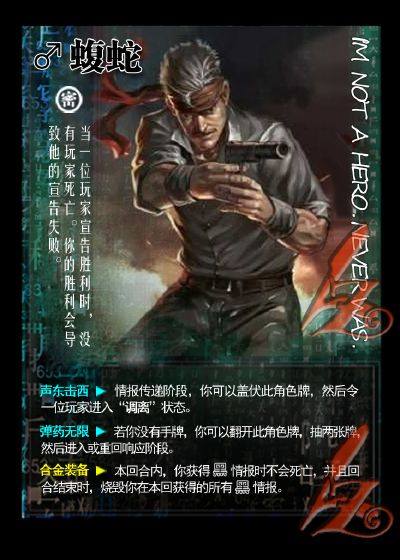 ♂ 蝮蛇
I'M NOT A HERO. NEVER WAS.
密
当一位玩家宣告胜利时，没
有玩家死亡。你的胜利会导
致他的宣告失败。
声东击西 ▶ 情报传递阶段，你可以盖伏此角色牌，然后令
一位玩家进入“调离”状态。
弹药无限 ▶ 若你没有手牌，你可以翻开此角色牌，抽两张牌，
然后进入或重回响应阶段。
合金装备 ▶ 本回合内，你获得 情报时不会死亡，并且回
合结束时，烧毁你在本回获得的所有 情报。